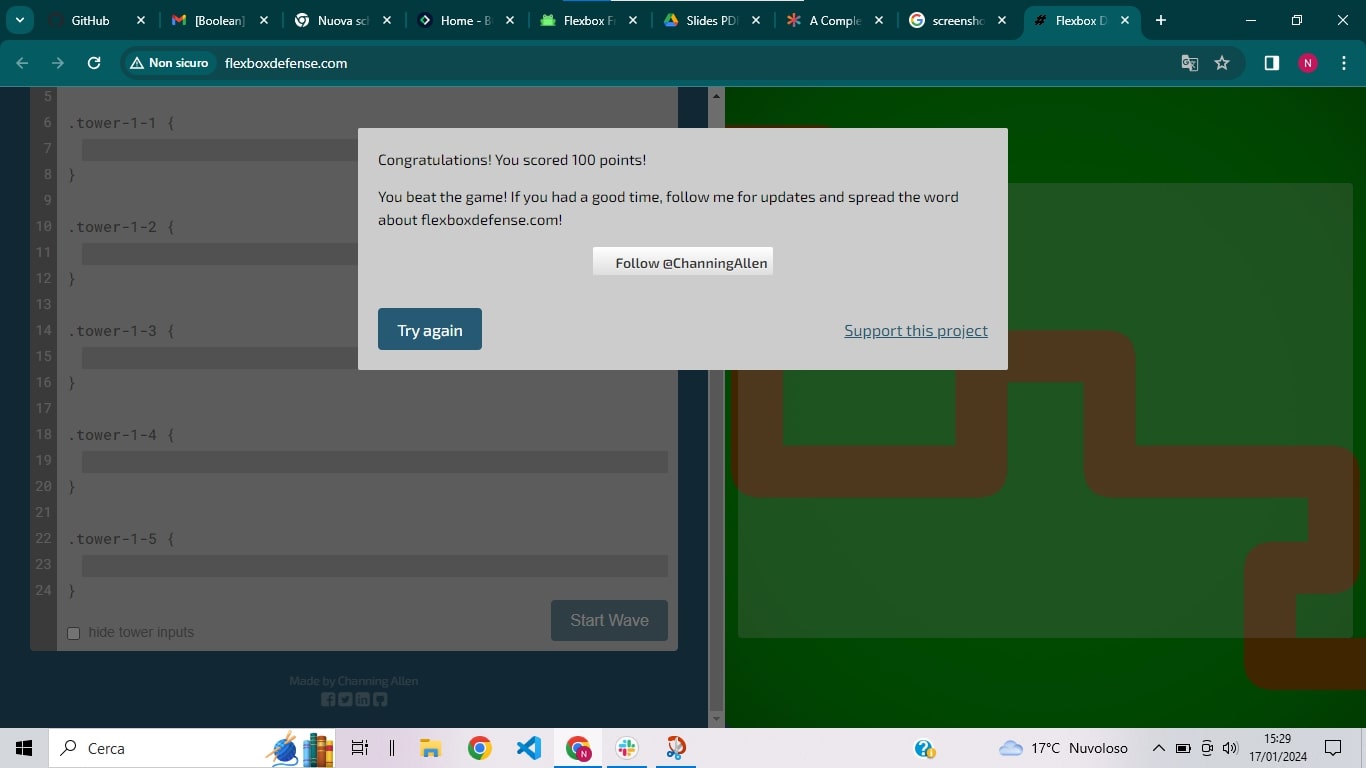 GitHub
[Boolean]
Nuova sc
Home - B
Flexbox F
Slides PD
A Comple
screensho
Flexbox D
Non sicuro
flexboxdefense.com
N
5
6 .tower-1-1 {
7
8 }
9
10 .tower-1-2 {
11
12 }
13
14 .tower-1-3 {
15
16 }
17
18 .tower-1-4 {
19
20 }
21
22 .tower-1-5 {
23
24 }
hide tower inputs
Start Wave
Made by Channing Allen
Congratulations! You scored 100 points!
You beat the game! If you had a good time, follow me for updates and spread the word
about flexboxdefense.com!
Follow @ChanningAllen
Try again
Support this project
Cerca
N
17°C Nuvoloso
15:29
17/01/2024